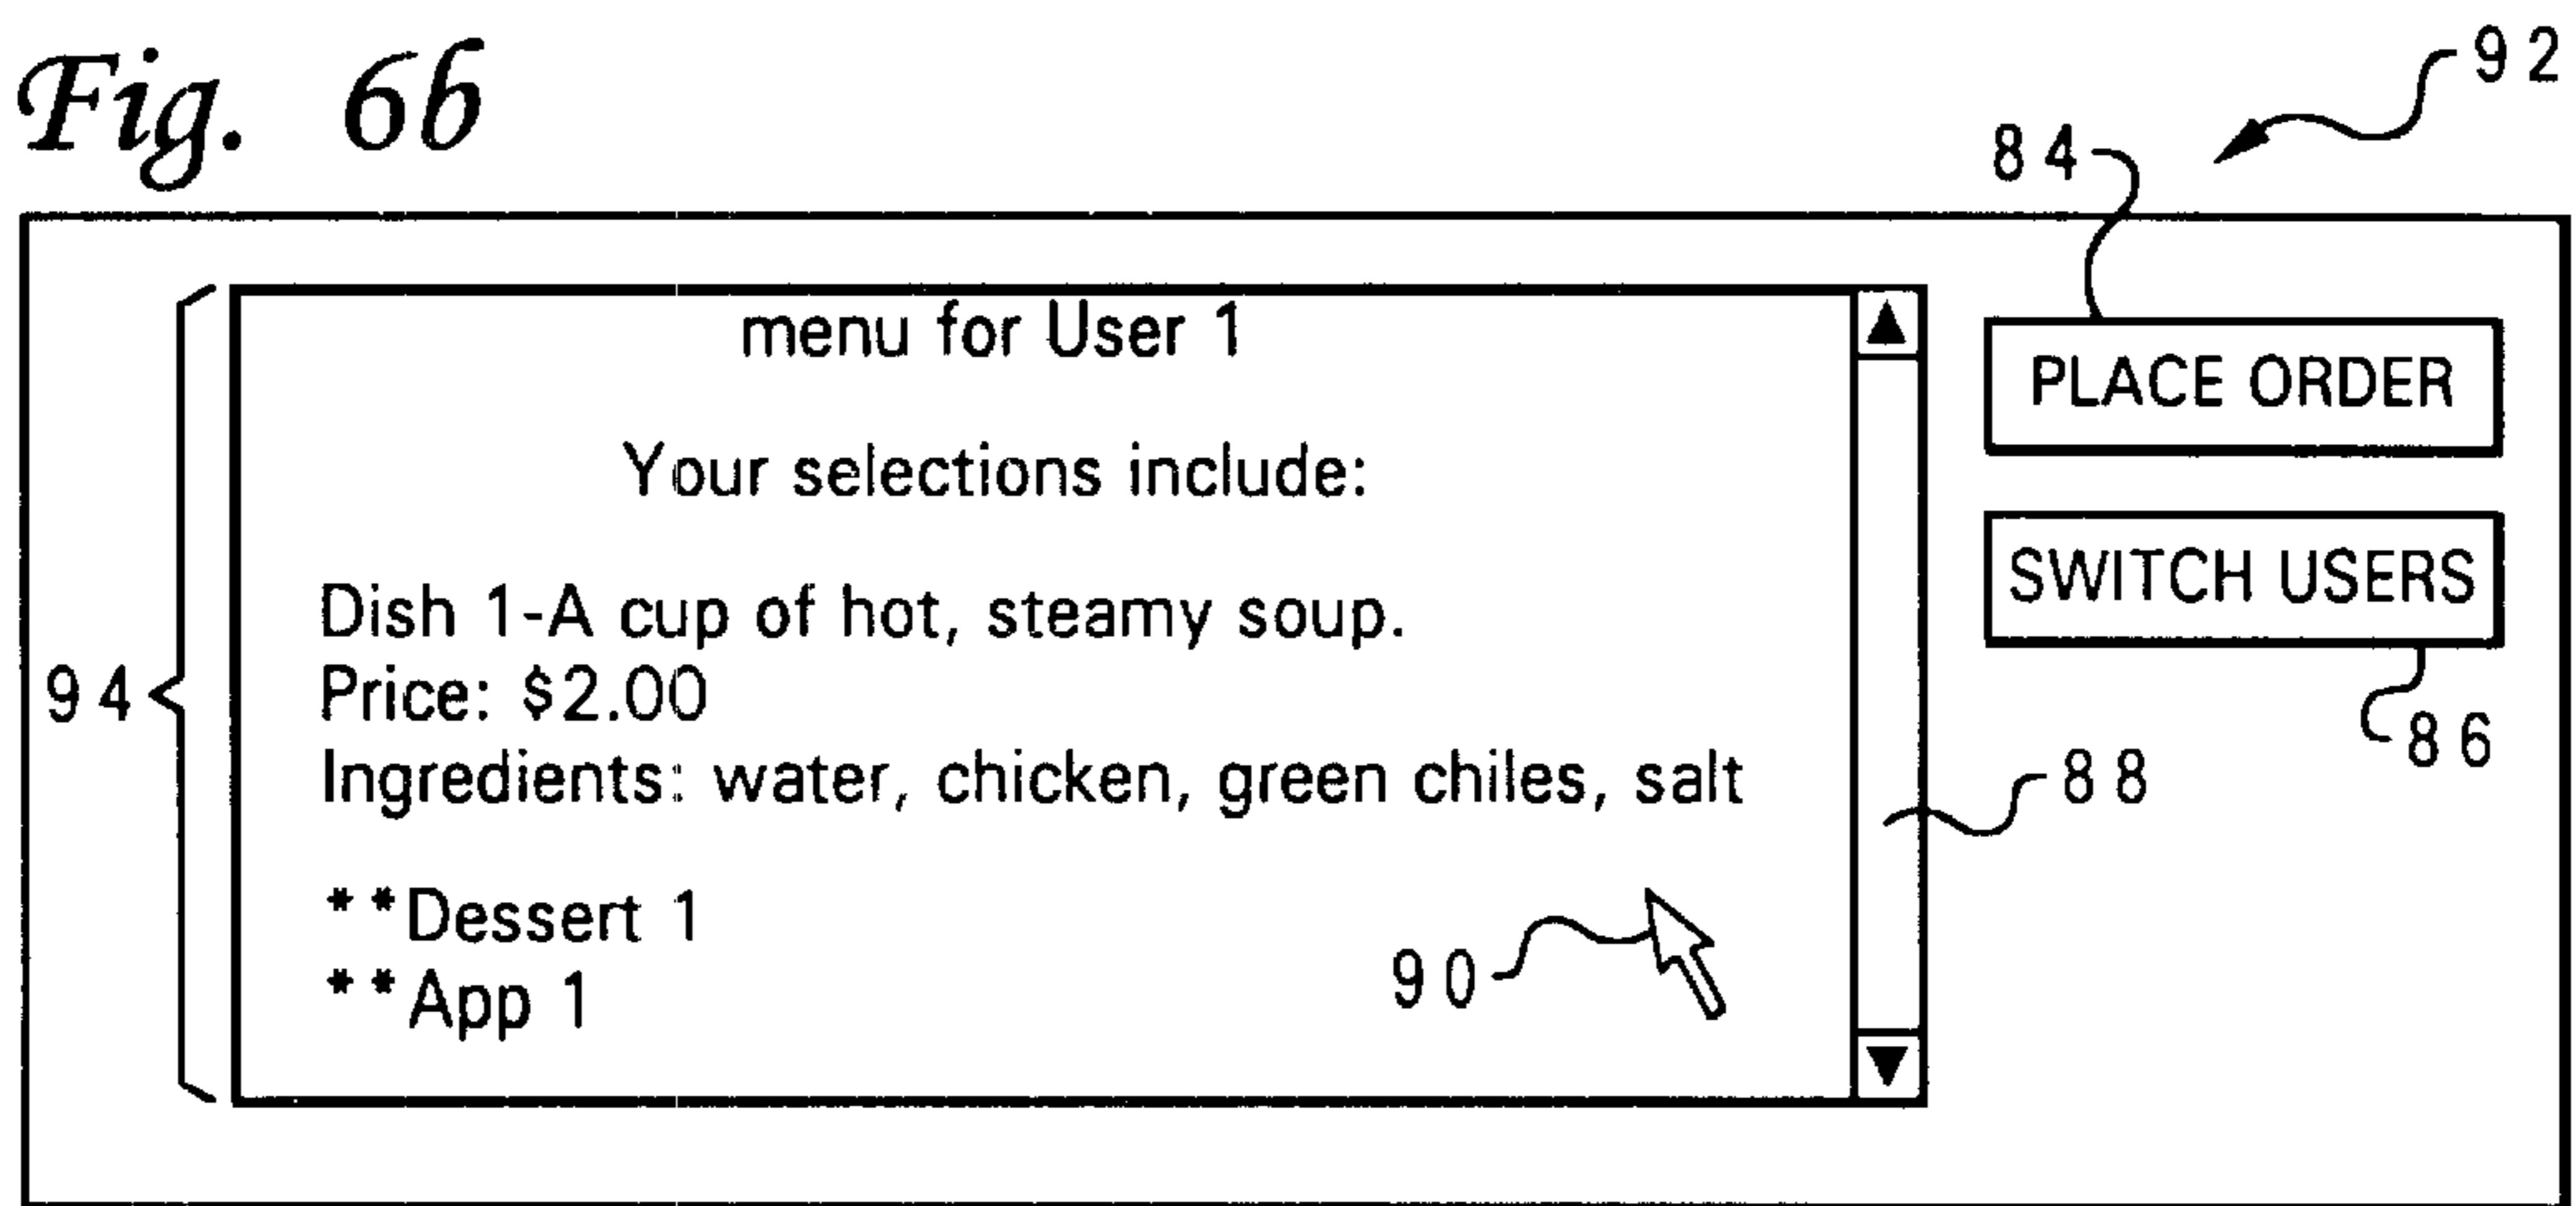 Fig. 6b
92
84
menu for User 1
PLACE ORDER
Your selections include:
SWITCH USERS
Dish 1-A cup of hot, steamy soup.
94
Price: $2.00
86
Ingredients: water, chicken, green chiles, salt
88
**Dessert 1
90
**App 1